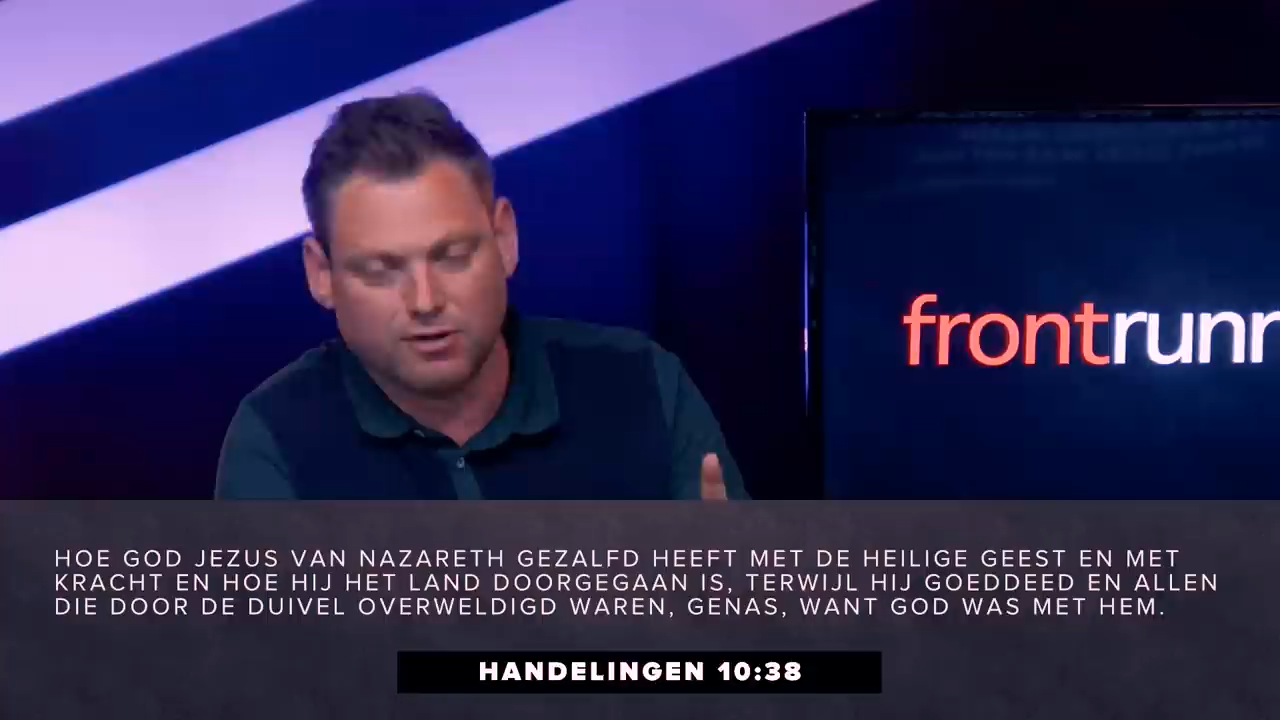 frontrunn
HOE GOD JEZUS VAN NAZARETH GEZALFD HEEFT MET DE HEILIGE GEEST EN MET
KRACHT EN HOE HIJ HET LAND DOORGEGAAN IS, TERWIJL HIJ GOEDDEED EN ALLEN
DIE DOOR DE DUIVEL OVERWELDIGD WAREN, GENAS, WANT GOD WAS MET HEM.
HANDELINGEN 10:38